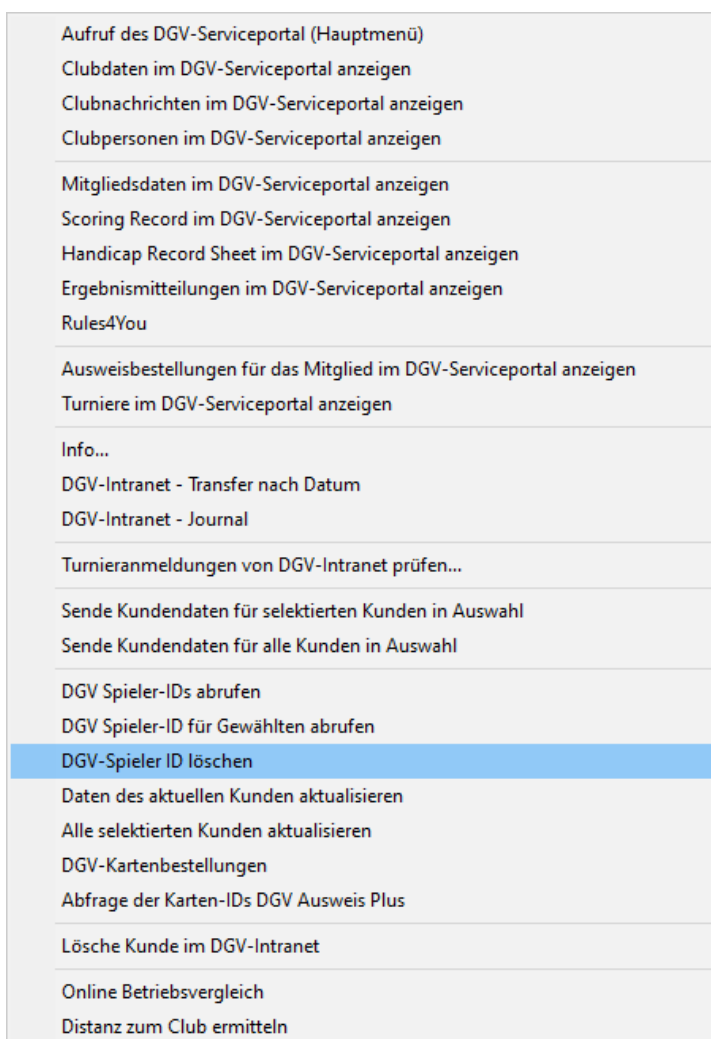 Aufruf des DGV-Serviceportal (Hauptmenü)
Clubdaten im DGV-Serviceportal anzeigen
Clubnachrichten im DGV-Serviceportal anzeigen
Clubpersonen im DGV-Serviceportal anzeigen
Mitgliedsdaten im DGV-Serviceportal anzeigen
Scoring Record im DGV-Serviceportal anzeigen
Handicap Record Sheet im DGV-Serviceportal anzeigen
Ergebnismitteilungen im DGV-Serviceportal anzeigen
Rules4You
Ausweisbestellungen für das Mitglied im DGV-Serviceportal anzeigen
Turniere im DGV-Serviceportal anzeigen
Info...
DGV-Intranet - Transfer nach Datum
DGV-Intranet - Journal
Turnieranmeldungen von DGV-Intranet prüfen...
Sende Kundendaten für selektierten Kunden in Auswahl
Sende Kundendaten für alle Kunden in Auswahl
DGV Spieler-IDs abrufen
DGV Spieler-ID für Gewählten abrufen
DGV-Spieler ID löschen
Daten des aktuellen Kunden aktualisieren
Alle selektierten Kunden aktualisieren
DGV-Kartenbestellungen
Abfrage der Karten-IDs DGV Ausweis Plus
Lösche Kunde im DGV-Intranet
Online Betriebsvergleich
Distanz zum Club ermitteln